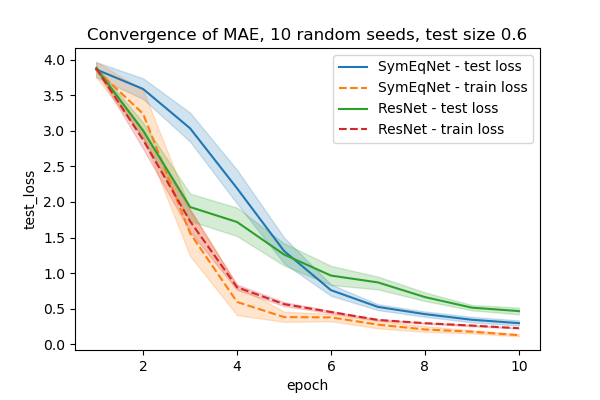 Convergence of MAE, 10 random seeds, test size 0.6
SymEqNet - test loss
SymEqNet - train loss
ResNet - test loss
ResNet - train loss
4.0
3.5
3.0
2.5
2.0
1.5
1.0
0.5
0.0
test_loss
2
4
6
8
10
epoch